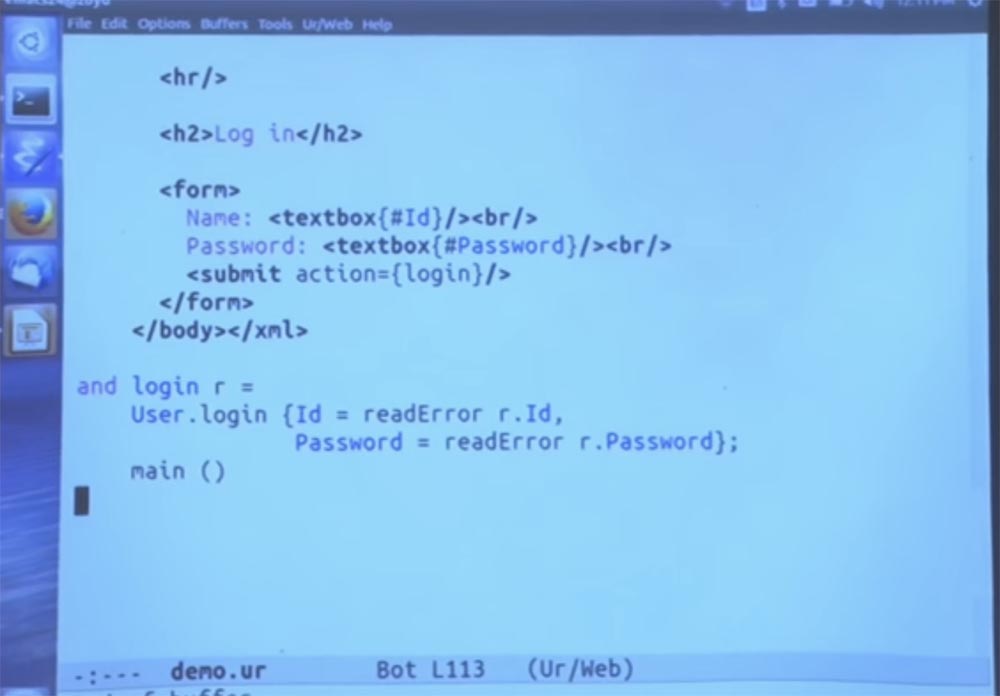 File Edit Options Buffers Tools Ur/Web Help
<hr/>
<h2>Log in</h2>
<form>
Name: <textbox{#Id}/><br/>
Password: <textbox{#Password}/><br/>
<submit action={login}/>
</form>
</body></xml>
and login r =
User.login {Id = readError r.Id,
Password = readError r.Password};
main ()
-:--- demo.ur Bot L113 (Ur/Web)